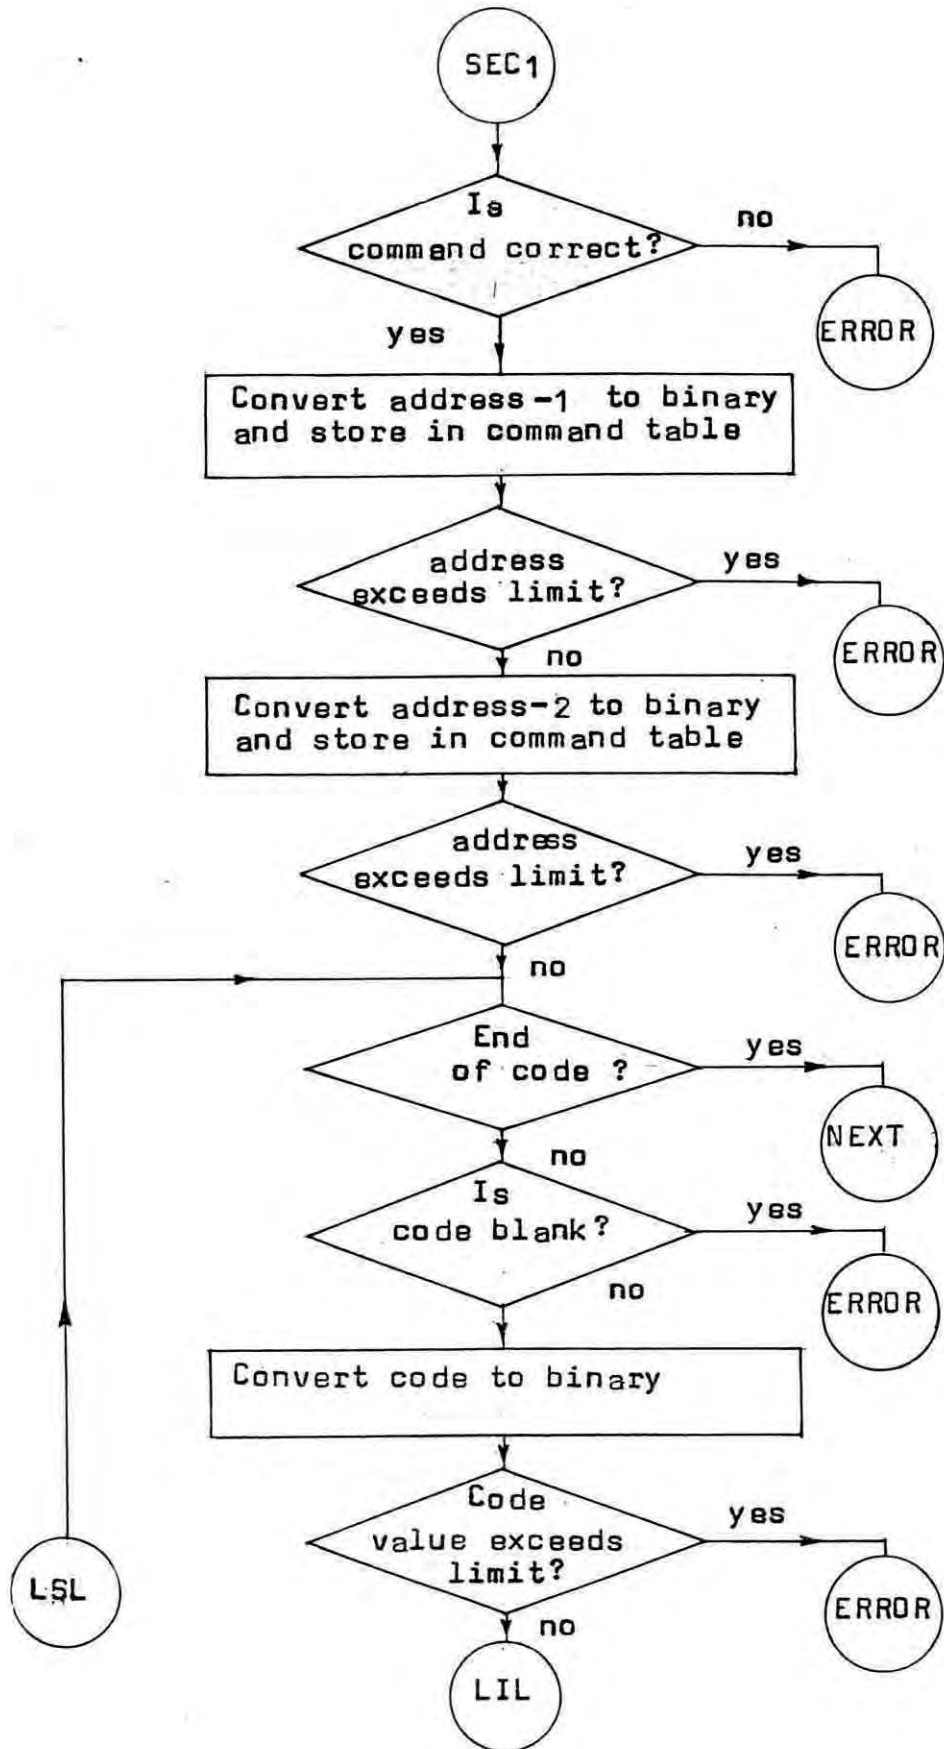 SEC1
Is
command correct?
no
ERROR
yes
Convert address-1 to binary
and store in command table
address
exceeds limit?
yes
ERROR
no
Convert address-2 to binary
and store in command table
address
exceeds limit?
yes
ERROR
no
End
of code ?
yes
NEXT
no
Is
code blank?
yes
ERROR
no
Convert code to binary
Code
value exceeds
limit?
yes
ERROR
no
LSL
LIL